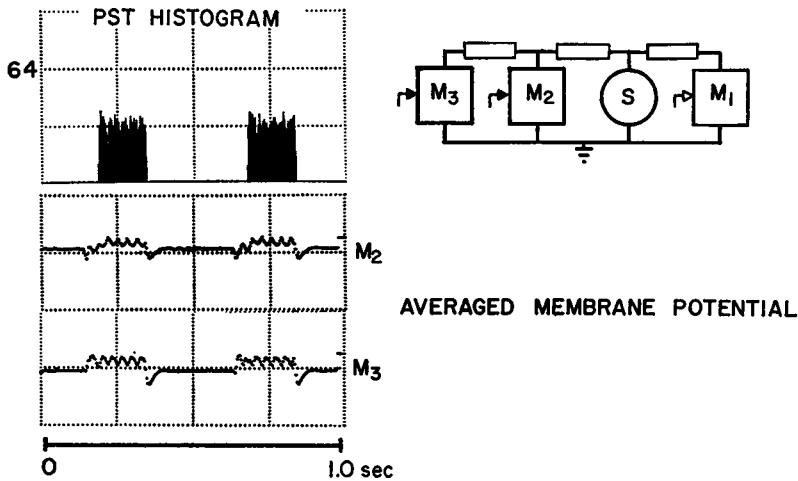 PST HISTOGRAM
64
M3 M2 S M1
M2
AVERAGED MEMBRANE POTENTIAL
M3
0 1.0 sec